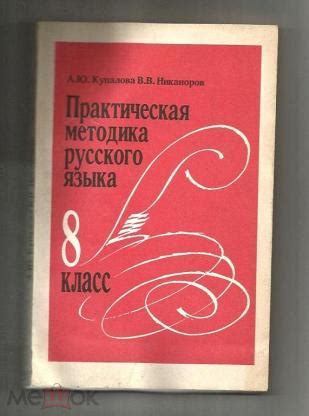 А.Ю. Купалова В.В. Никаноров
Практическая
методика
русского
языка
8
класс
Мешок